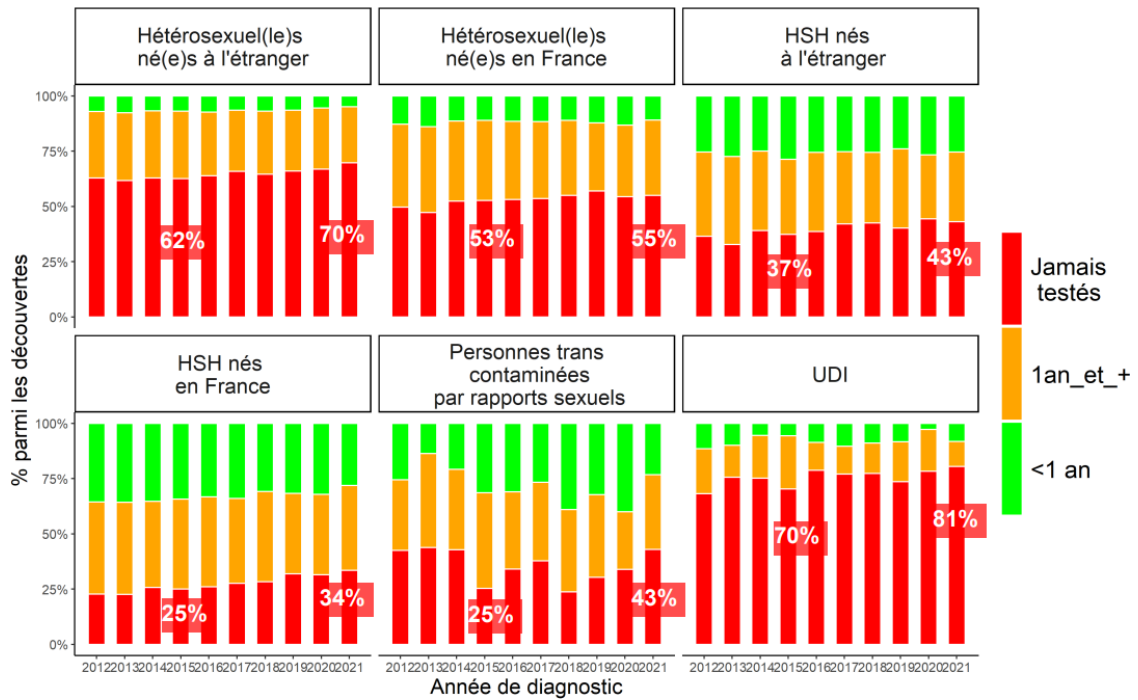 Hétérosexuel(le)s
né(e)s à l'étranger
Hétérosexuel(le)s
né(e)s en France
HSH nés
à l'étranger
100%
75%
50%
25%
0%
62%
70%
53%
55%
37%
43%
% parmi les découvertes
HSH nés
en France
Personnes trans
contaminées
par rapports sexuels
UDI
100%
75%
50%
25%
0%
25%
34%
25%
43%
70%
81%
2012 2013 2014 2015 2016 2017 2018 2019 2020 2021
2012 2013 2014 2015 2016 2017 2018 2019 2020 2021
2012 2013 2014 2015 2016 2017 2018 2019 2020 2021
Année de diagnostic
Jamais
testés
1an_et_+
<1 an